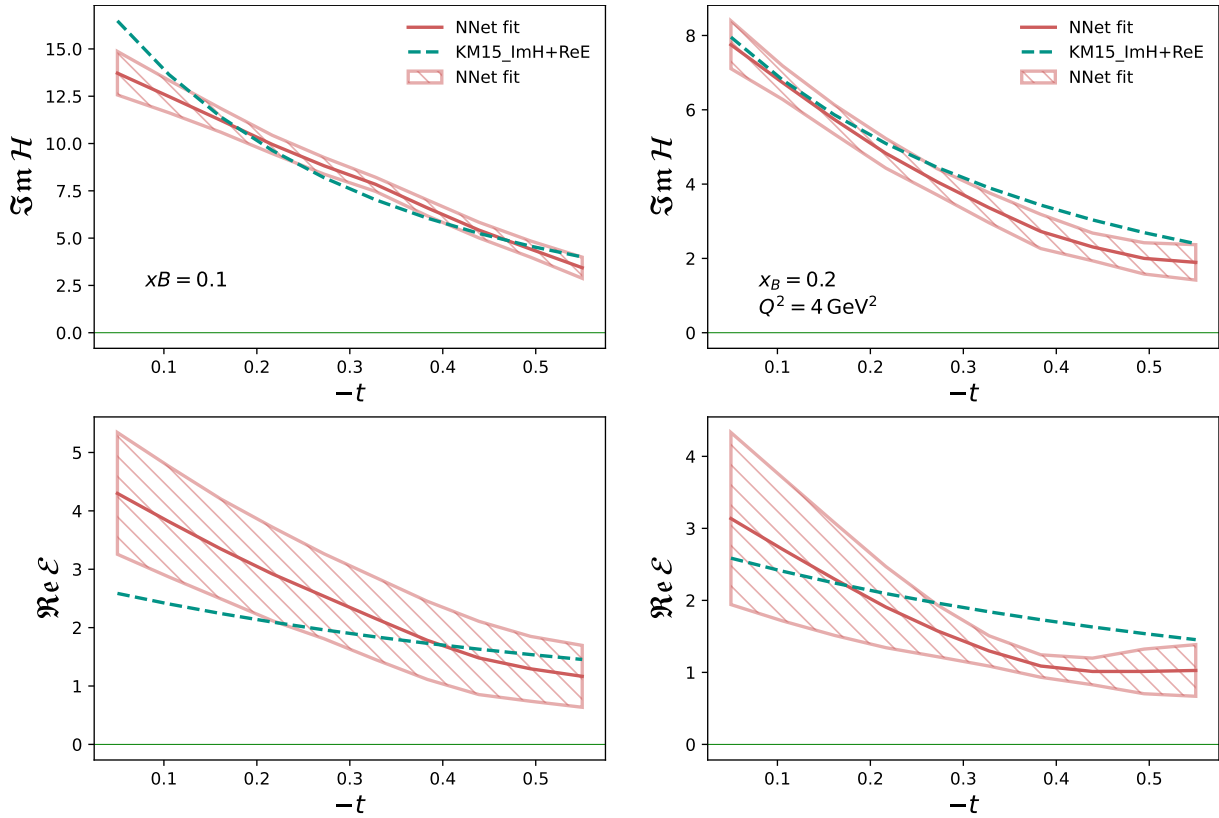 NNet fit
KM15_ImH+ReE
NNet fit
15.0
12.5
10.0
7.5
5.0
2.5
0.0
ℑm ℋ
xB = 0.1
0.1 0.2 0.3 0.4 0.5
−t
NNet fit
KM15_ImH+ReE
NNet fit
8
6
4
2
0
ℑm ℋ
x_B = 0.2
Q² = 4 GeV²
0.1 0.2 0.3 0.4 0.5
−t
5
4
3
2
1
0
ℜe ℰ
0.1 0.2 0.3 0.4 0.5
−t
4
3
2
1
0
ℜe ℰ
0.1 0.2 0.3 0.4 0.5
−t